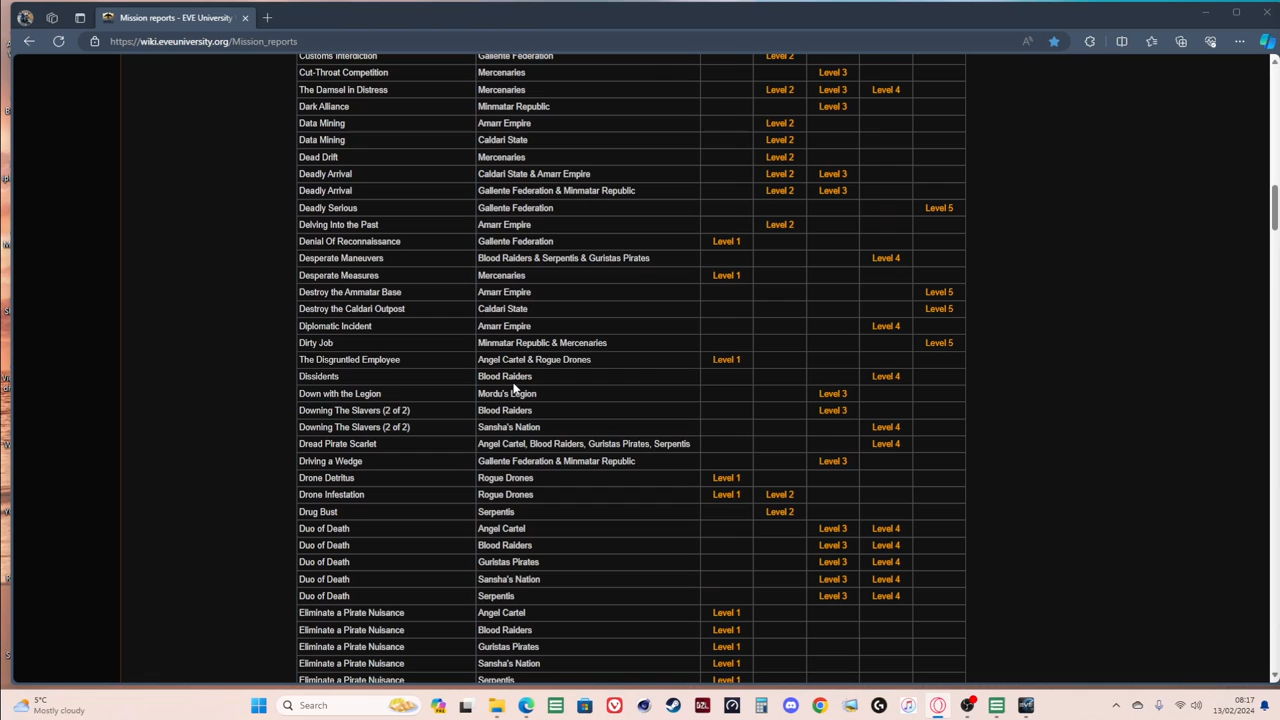 Mission reports - EVE University
https://wiki.eveuniversity.org/Mission_reports
Customs Interdiction Gallente Federation Level 2
Cut-Throat Competition Mercenaries Level 3
The Damsel in Distress Mercenaries Level 2 Level 3 Level 4
Dark Alliance Minmatar Republic Level 3
Data Mining Amarr Empire Level 2
Data Mining Caldari State Level 2
Dead Drift Mercenaries Level 2
Deadly Arrival Caldari State & Amarr Empire Level 2 Level 3
Deadly Arrival Gallente Federation & Minmatar Republic Level 2 Level 3
Deadly Serious Gallente Federation Level 5
Delving Into the Past Amarr Empire Level 2
Denial Of Reconnaissance Gallente Federation Level 1
Desperate Maneuvers Blood Raiders & Serpentis & Guristas Pirates Level 4
Desperate Measures Mercenaries Level 1
Destroy the Ammatar Base Amarr Empire Level 5
Destroy the Caldari Outpost Caldari State Level 5
Diplomatic Incident Amarr Empire Level 4
Dirty Job Minmatar Republic & Mercenaries Level 5
The Disgruntled Employee Angel Cartel & Rogue Drones Level 1
Dissidents Blood Raiders Level 4
Down with the Legion Mordu's Legion Level 3
Downing The Slavers (2 of 2) Blood Raiders Level 3
Downing The Slavers (2 of 2) Sansha's Nation Level 4
Dread Pirate Scarlet Angel Cartel, Blood Raiders, Guristas Pirates, Serpentis Level 4
Driving a Wedge Gallente Federation & Minmatar Republic Level 3
Drone Detritus Rogue Drones Level 1
Drone Infestation Rogue Drones Level 1 Level 2
Drug Bust Serpentis Level 2
Duo of Death Angel Cartel Level 3 Level 4
Duo of Death Blood Raiders Level 3 Level 4
Duo of Death Guristas Pirates Level 3 Level 4
Duo of Death Sansha's Nation Level 3 Level 4
Duo of Death Serpentis Level 3 Level 4
Eliminate a Pirate Nuisance Angel Cartel Level 1
Eliminate a Pirate Nuisance Blood Raiders Level 1
Eliminate a Pirate Nuisance Guristas Pirates Level 1
Eliminate a Pirate Nuisance Sansha's Nation Level 1
Eliminate a Pirate Nuisance Serpentis Level 1
5°C
Mostly cloudy
Search
08:17
13/02/2024